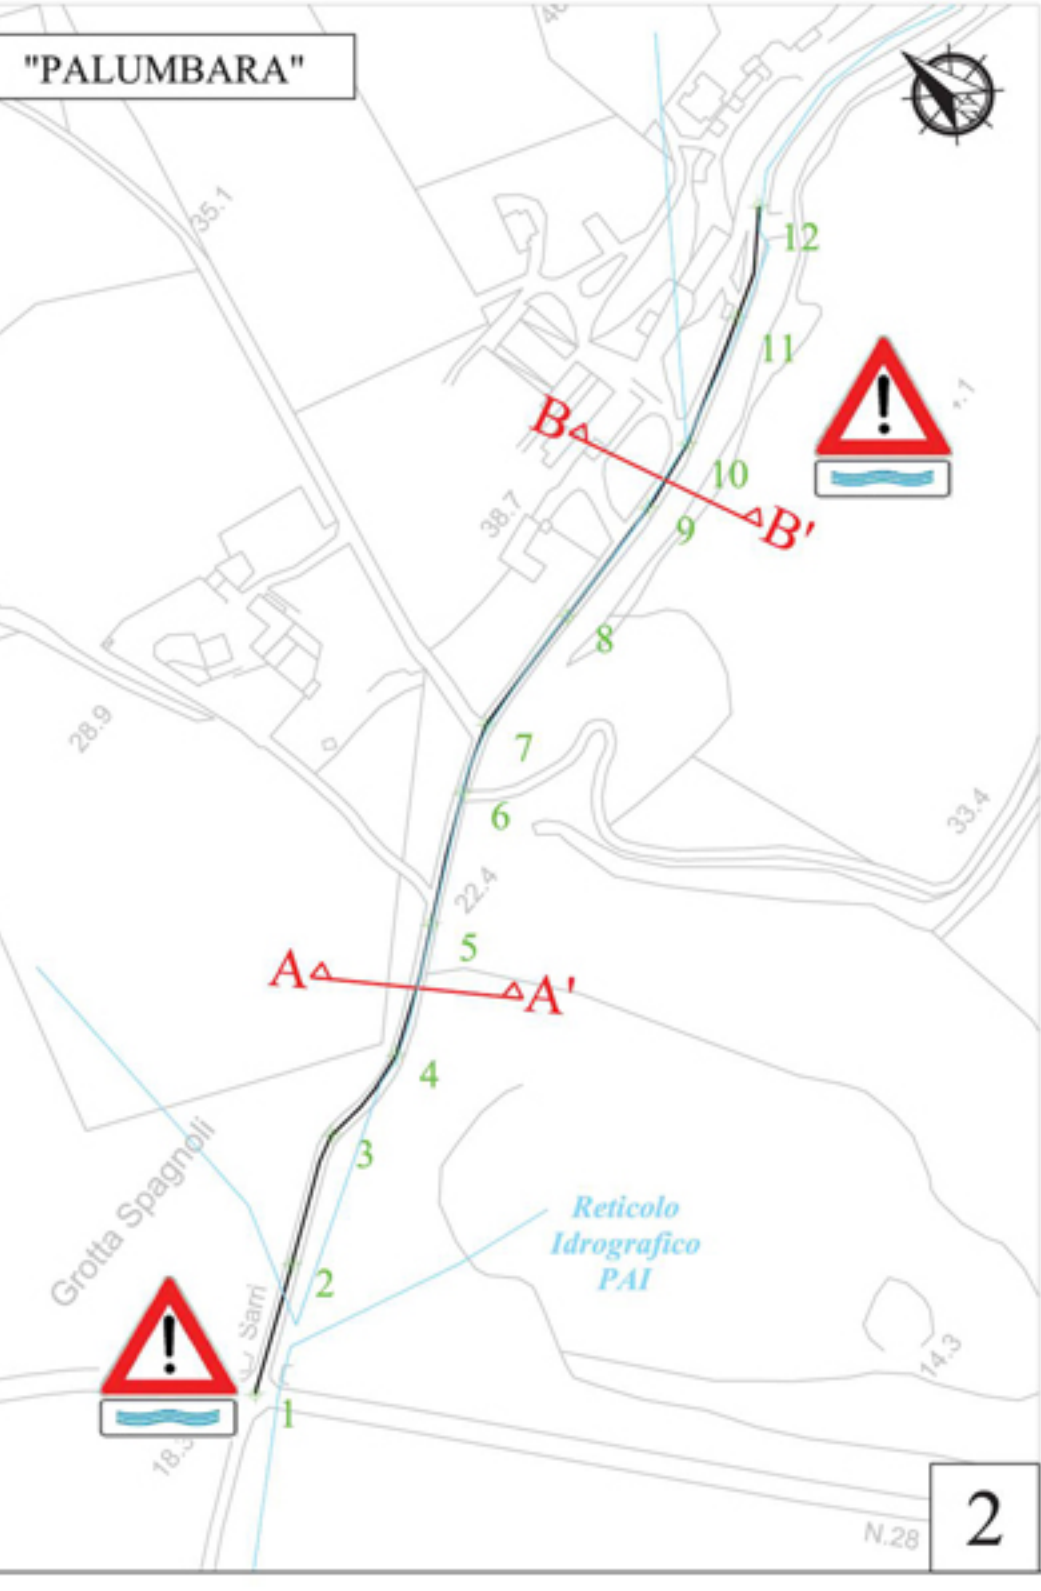 "PALUMBARA"
35.1
12
11
B
10
38.7
9
B'
8
28.9
7
33.4
6
22.4
5
A
A'
4
Grotta Spagnoli
3
Reticolo
Idrografico
PAI
2
Sarri
14.3
1
2
N.28